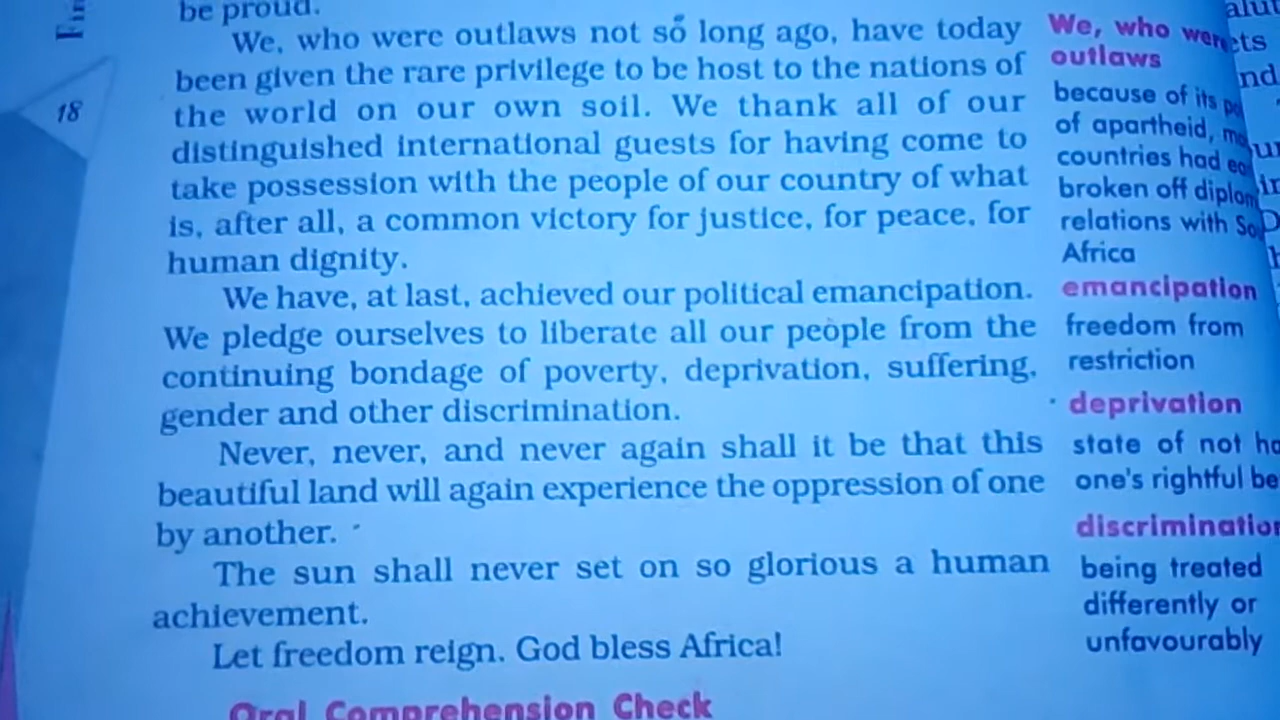 be proud.
We, who were outlaws not so long ago, have today
been given the rare privilege to be host to the nations of
the world on our own soil. We thank all of our
distinguished international guests for having come to
take possession with the people of our country of what
is, after all, a common victory for justice, for peace, for
human dignity.
We have, at last, achieved our political emancipation.
We pledge ourselves to liberate all our people from the
continuing bondage of poverty, deprivation, suffering,
gender and other discrimination.
Never, never, and never again shall it be that this
beautiful land will again experience the oppression of one
by another.
The sun shall never set on so glorious a human
achievement.
Let freedom reign. God bless Africa!
Oral Comprehension Check
18
We, who were
outlaws
because of its
of apartheid,
countries had
broken off
relations with
Africa
emancipation
freedom from
restriction
deprivation
state of not
one's rightful
discrimination
being treated
differently or
unfavourably